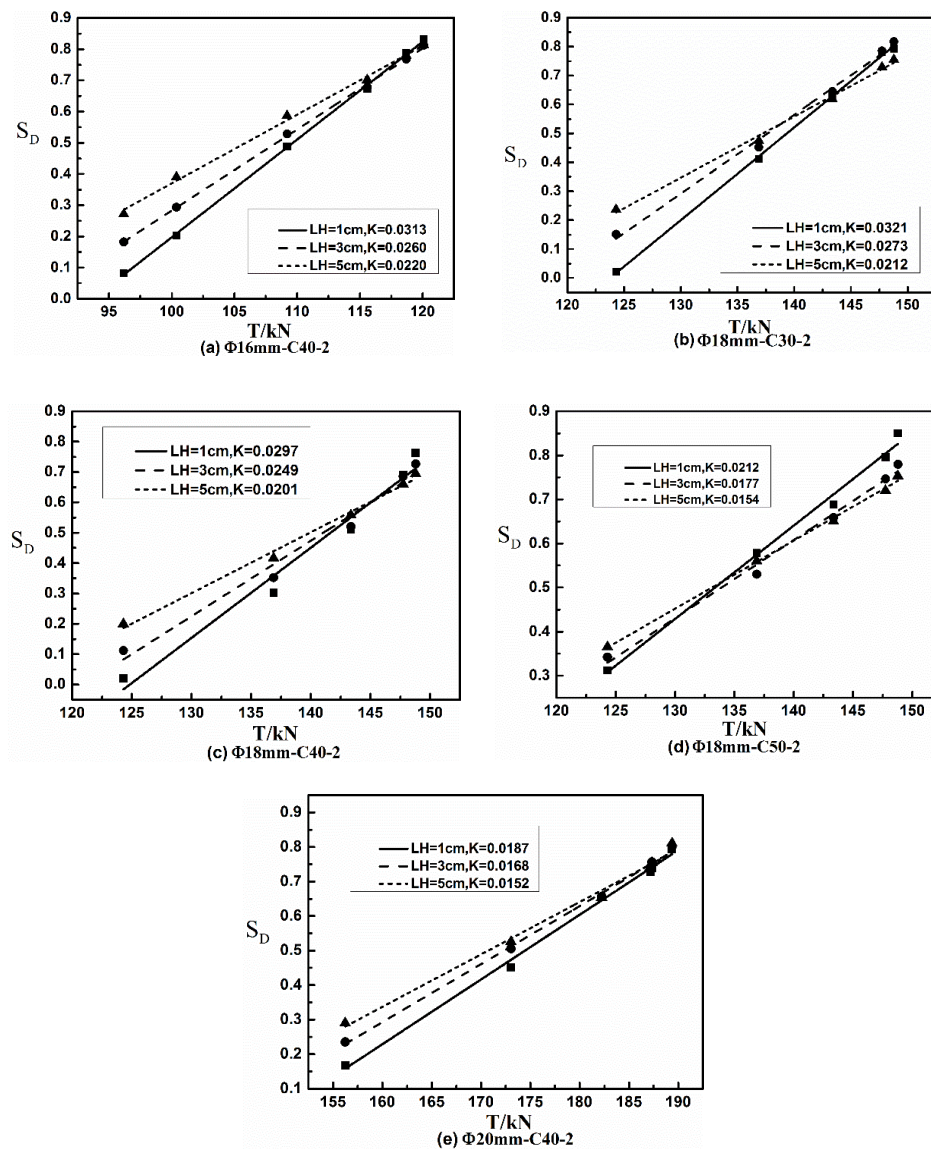 0.9
0.8
0.7
0.6
0.5
0.4
0.3
0.2
0.1
0.0
S_D
LH=1cm,K=0.0313
LH=3cm,K=0.0260
LH=5cm,K=0.0220
95 100 105 110 115 120
T/kN
(a) Φ16mm-C40-2
0.9
0.8
0.7
0.6
0.5
0.4
0.3
0.2
0.1
0.0
S_D
LH=1cm,K=0.0321
LH=3cm,K=0.0273
LH=5cm,K=0.0212
120 125 130 135 140 145 150
T/kN
(b) Φ18mm-C30-2
0.9
0.8
0.7
0.6
0.5
0.4
0.3
0.2
0.1
0.0
S_D
LH=1cm,K=0.0297
LH=3cm,K=0.0249
LH=5cm,K=0.0201
120 125 130 135 140 145 150
T/kN
(c) Φ18mm-C40-2
0.9
0.8
0.7
0.6
0.5
0.4
0.3
S_D
LH=1cm,K=0.0212
LH=3cm,K=0.0177
LH=5cm,K=0.0154
120 125 130 135 140 145 150
T/kN
(d) Φ18mm-C50-2
0.9
0.8
0.7
0.6
0.5
0.4
0.3
0.2
0.1
S_D
LH=1cm,K=0.0187
LH=3cm,K=0.0168
LH=5cm,K=0.0152
155 160 165 170 175 180 185 190
T/kN
(e) Φ20mm-C40-2